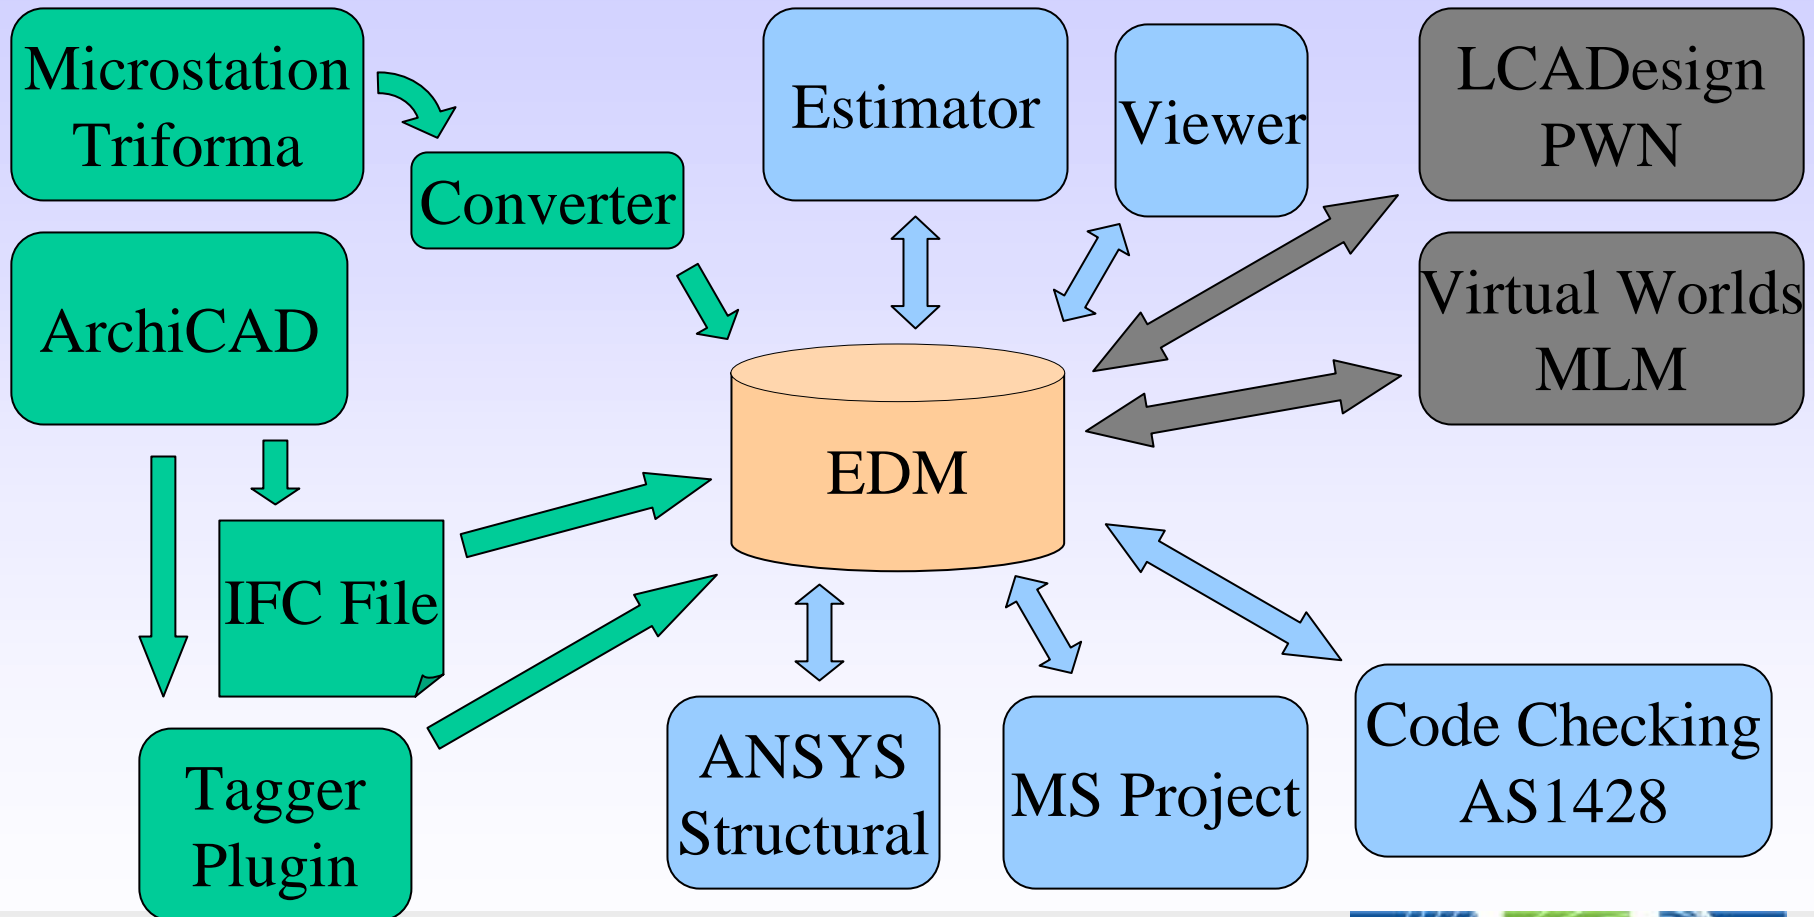 Microstation
Triforma
Converter
ArchiCAD
IFC File
Tagger
Plugin
Estimator
Viewer
LCADesign
PWN
Virtual Worlds
MLM
EDM
ANSYS
Structural
MS Project
Code Checking
AS1428